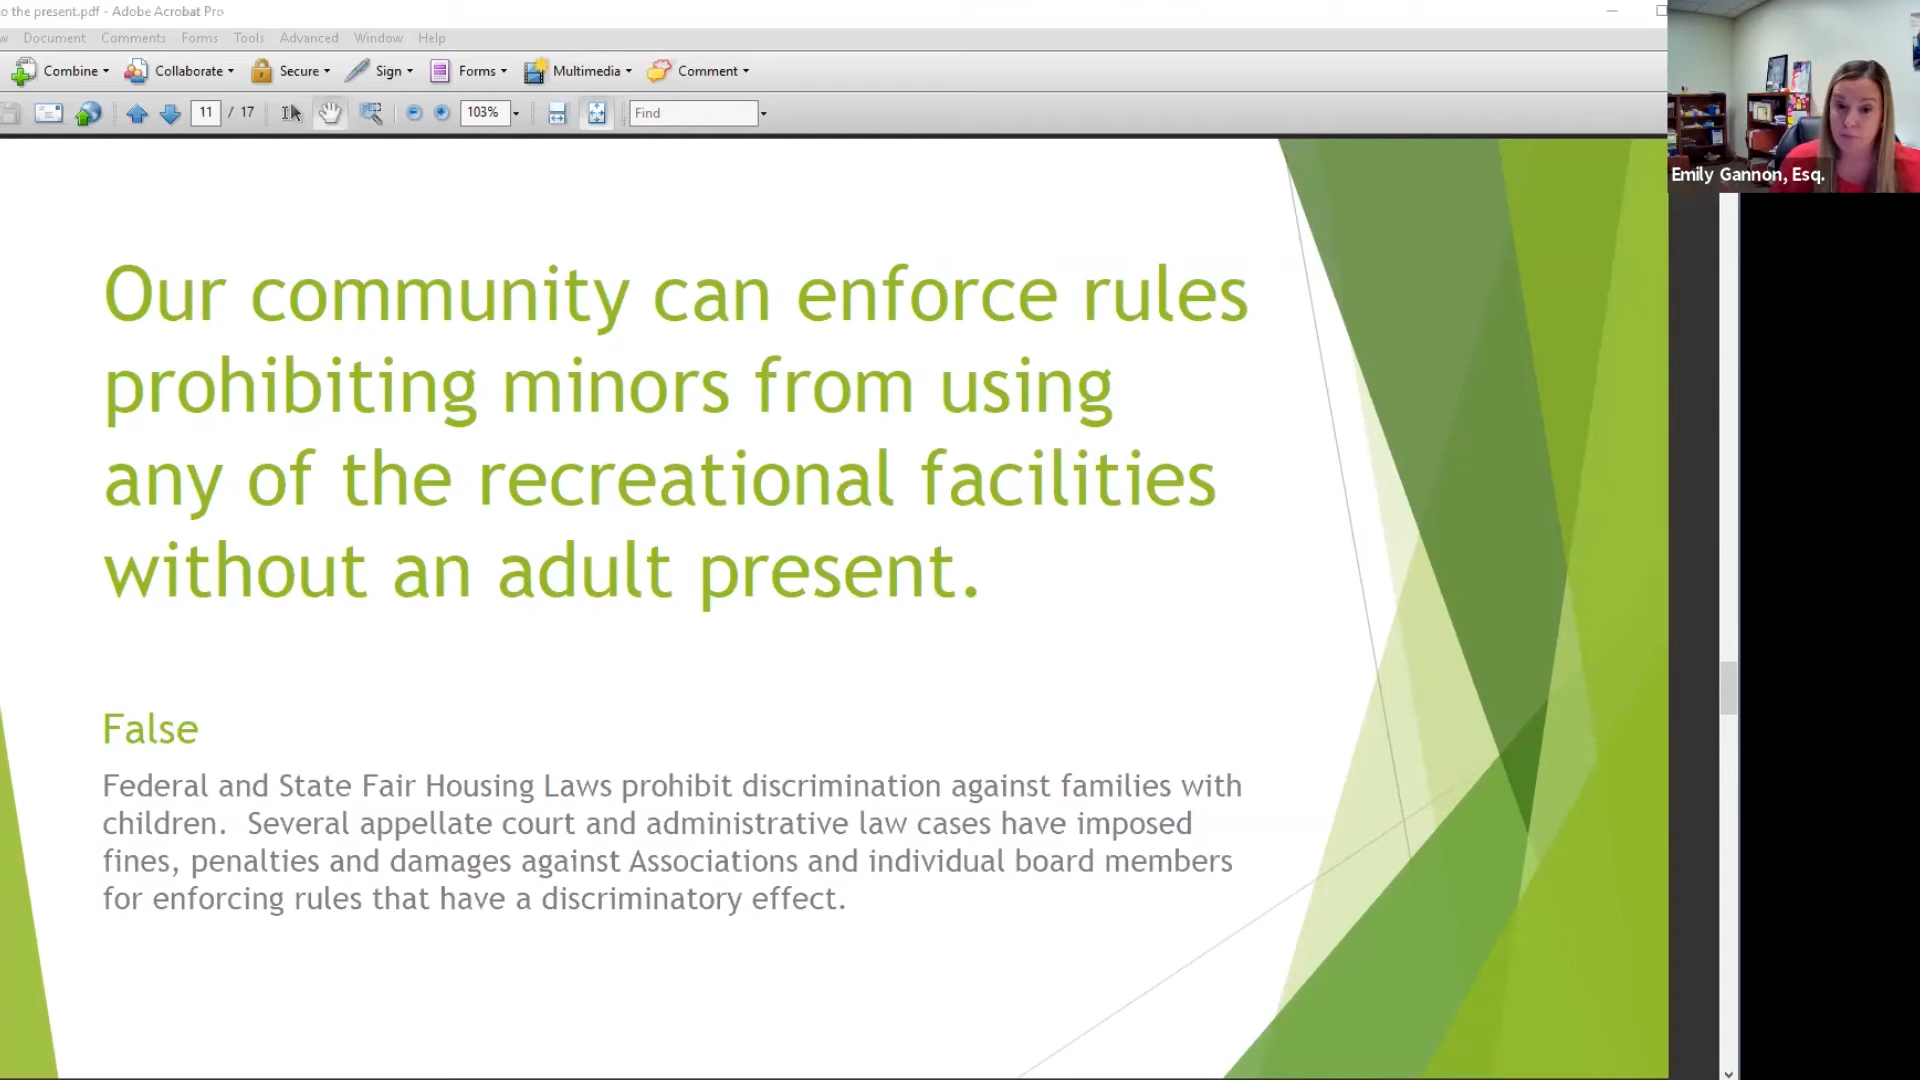 o the present.pdf - Adobe Acrobat Pro
w Document Comments Forms Tools Advanced Window Help
Combine Collaborate Secure Sign Forms Multimedia Comment
11 / 17 103% Find
Emily Gannon, Esq.
Our community can enforce rules
prohibiting minors from using
any of the recreational facilities
without an adult present.
False
Federal and State Fair Housing Laws prohibit discrimination against families with
children. Several appellate court and administrative law cases have imposed
fines, penalties and damages against Associations and individual board members
for enforcing rules that have a discriminatory effect.